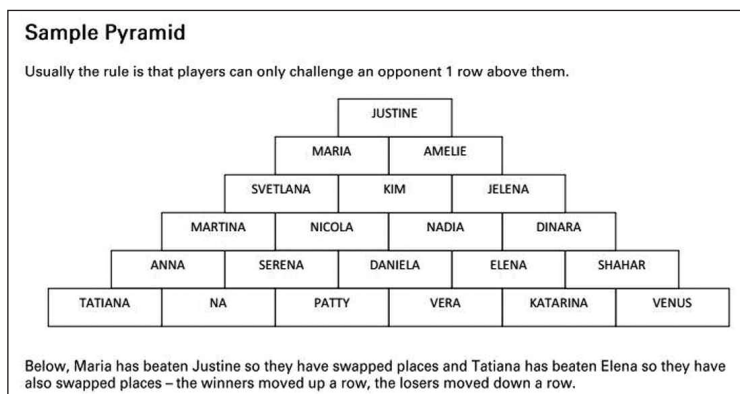 Sample Pyramid
Usually the rule is that players can only challenge an opponent 1 row above them.
JUSTINE
MARIA AMELIE
SVETLANA KIM JELENA
MARTINA NICOLA NADIA DINARA
ANNA SERENA DANIELA ELENA SHAHAR
TATIANA NA PATTY VERA KATARINA VENUS
Below, Maria has beaten Justine so they have swapped places and Tatiana has beaten Elena so they have
also swapped places – the winners moved up a row, the losers moved down a row.